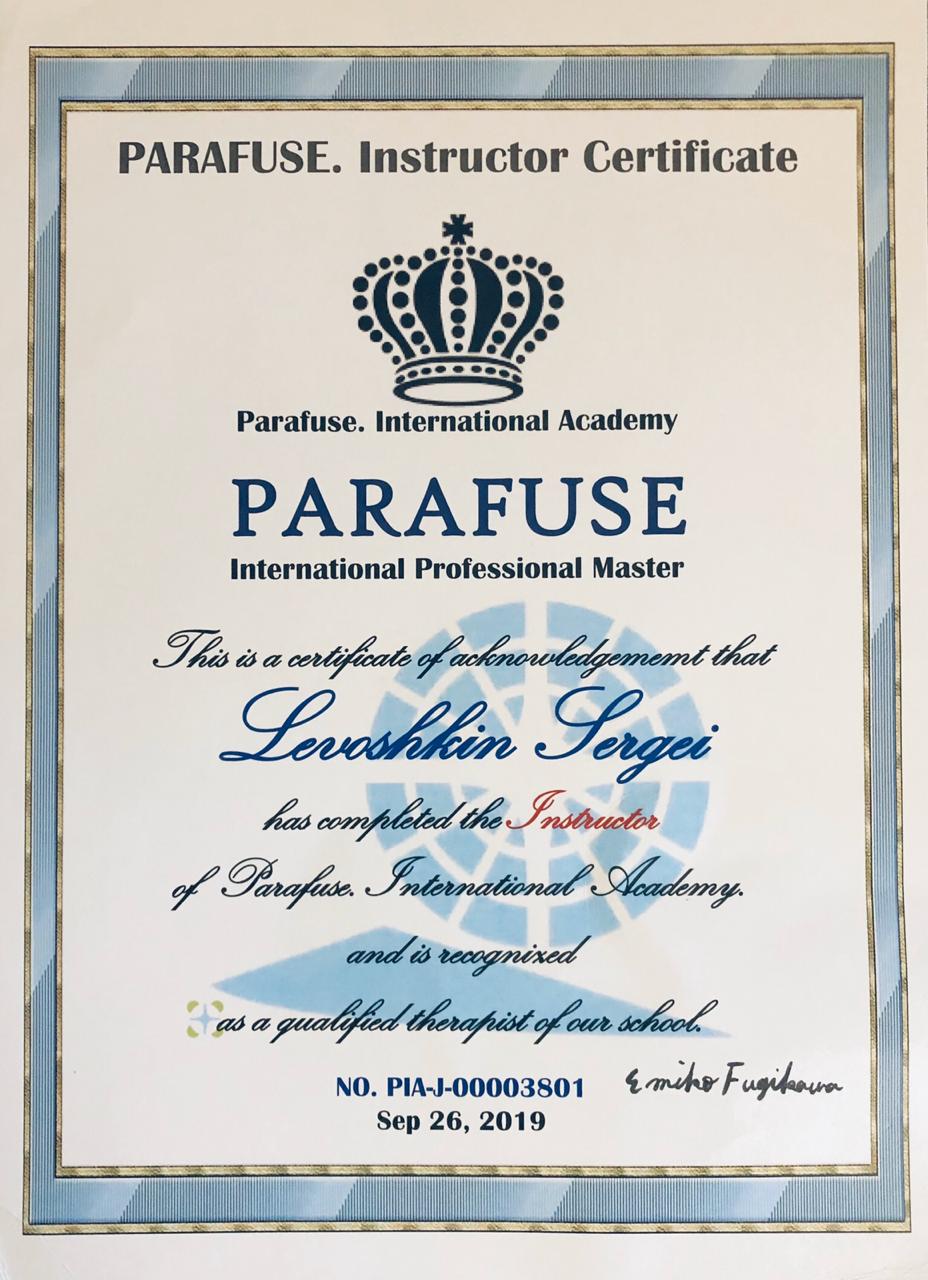 PARAFUSE. Instructor Certificate
Parafuse. International Academy
PARAFUSE
International Professional Master
This is a certificate of acknowledgememt that
Levoshkin Sergei
has completed the Instructor
of Parafuse. International Academy.
and is recognized
as a qualified therapist of our school.
NO. PIA-J-00003801
Emiko Fugikawa
Sep 26, 2019